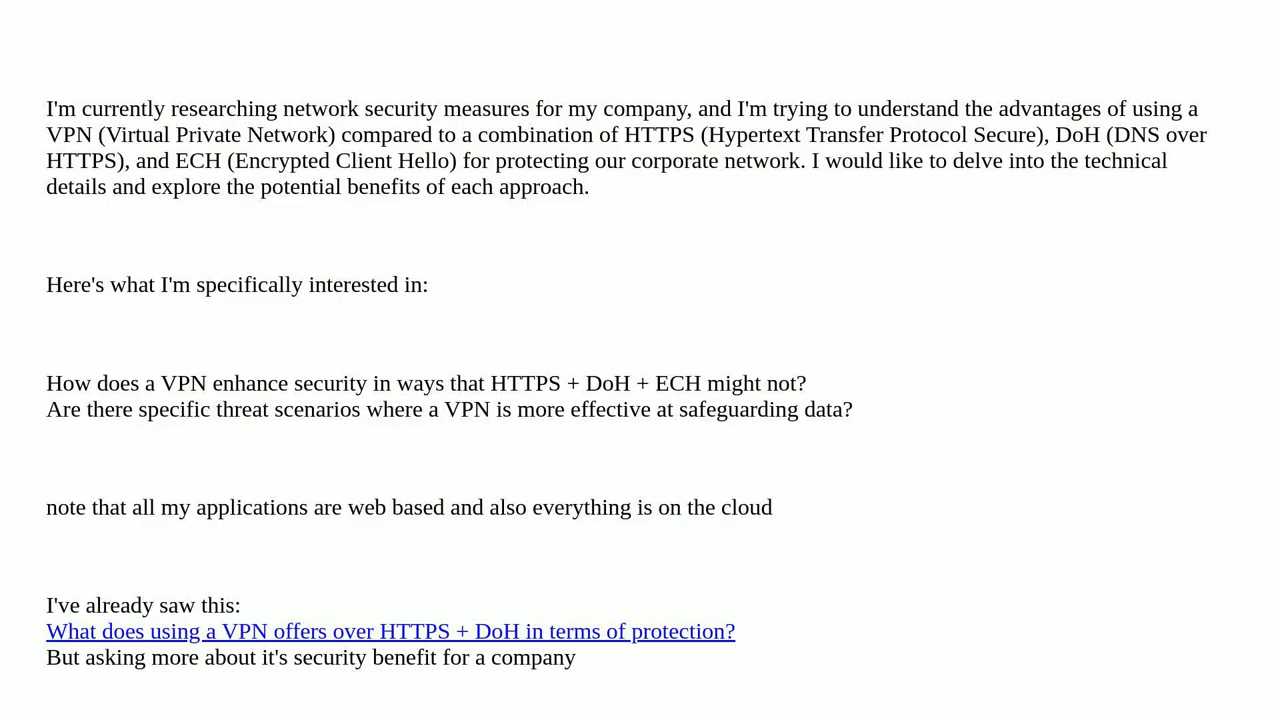 I'm currently researching network security measures for my company, and I'm trying to understand the advantages of using a
VPN (Virtual Private Network) compared to a combination of HTTPS (Hypertext Transfer Protocol Secure), DoH (DNS over
HTTPS), and ECH (Encrypted Client Hello) for protecting our corporate network. I would like to delve into the technical
details and explore the potential benefits of each approach.
Here's what I'm specifically interested in:
How does a VPN enhance security in ways that HTTPS + DoH + ECH might not?
Are there specific threat scenarios where a VPN is more effective at safeguarding data?
note that all my applications are web based and also everything is on the cloud
I've already saw this:
What does using a VPN offers over HTTPS + DoH in terms of protection?
But asking more about it's security benefit for a company